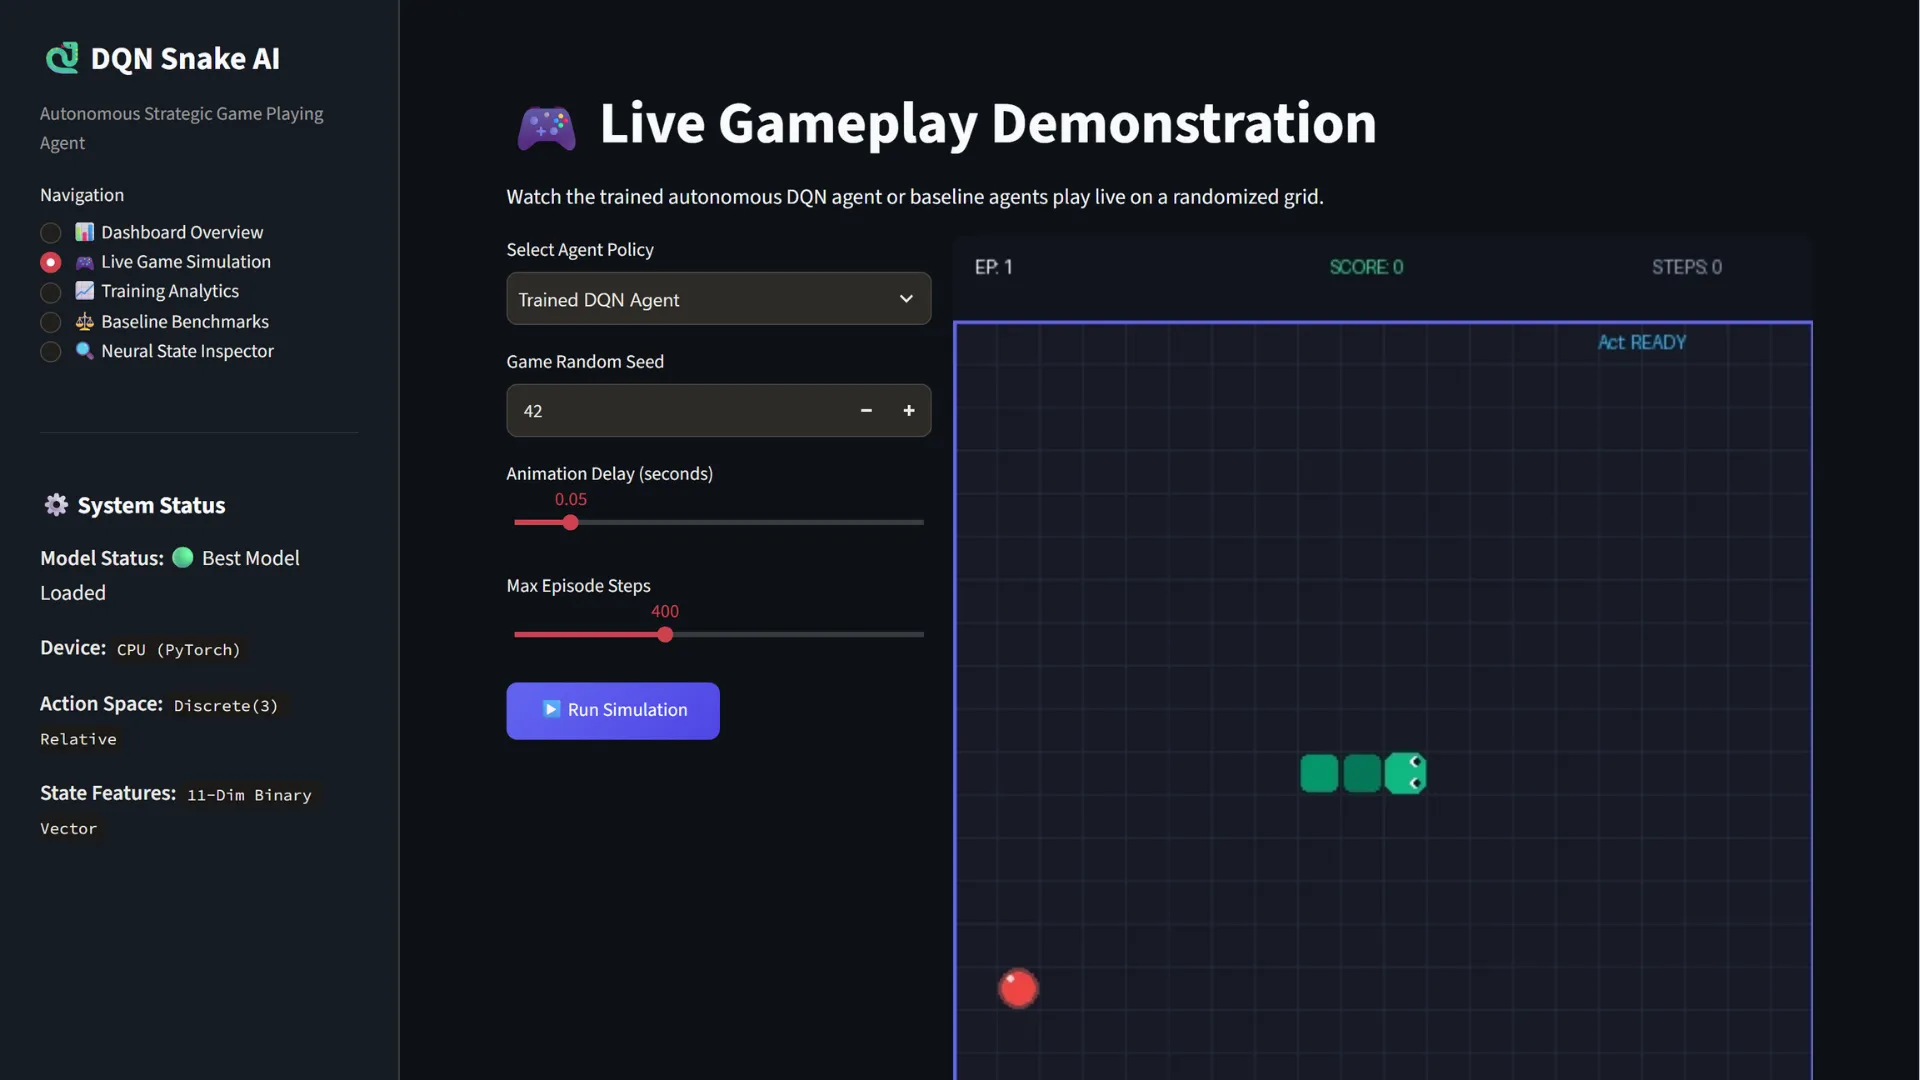 DQN Snake AI
Autonomous Strategic Game Playing
Agent
Navigation
Dashboard Overview
Live Game Simulation
Training Analytics
Baseline Benchmarks
Neural State Inspector
System Status
Model Status: Best Model
Loaded
Device: CPU (PyTorch)
Action Space: Discrete(3)
Relative
State Features: 11-Dim Binary
Vector
Live Gameplay Demonstration
Watch the trained autonomous DQN agent or baseline agents play live on a randomized grid.
Select Agent Policy
Trained DQN Agent
Game Random Seed
42
Animation Delay (seconds)
0.05
Max Episode Steps
400
Run Simulation
EP: 1 SCORE: 0 STEPS: 0
Act: READY